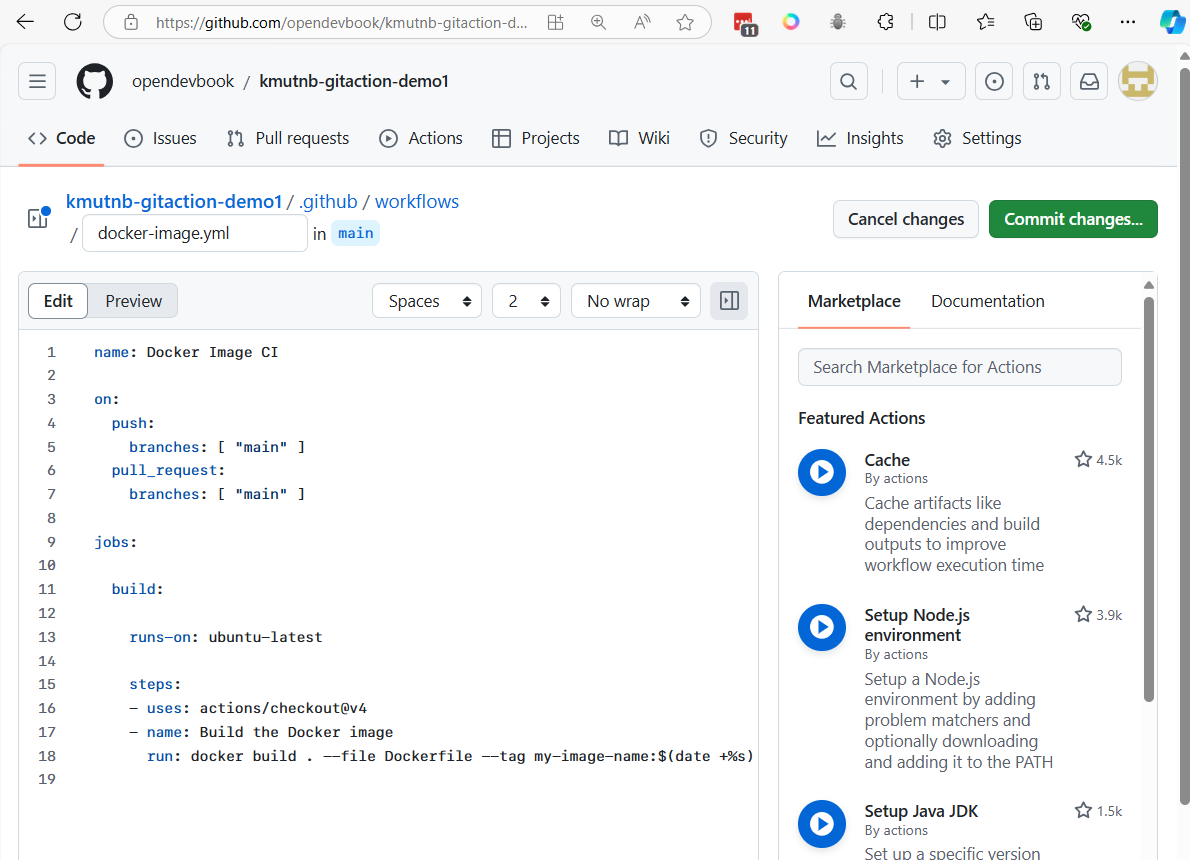 https://github.com/opendevbook/kmutnb-gitaction-d...
11
opendevbook / kmutnb-gitaction-demo1
Code Issues Pull requests Actions Projects Wiki Security Insights Settings
kmutnb-gitaction-demo1 / .github / workflows
/ docker-image.yml in main
Cancel changes Commit changes...
Edit Preview Spaces 2 No wrap
1 name: Docker Image CI
2
3 on:
4 push:
5 branches: [ "main" ]
6 pull_request:
7 branches: [ "main" ]
8
9 jobs:
10
11 build:
12
13 runs-on: ubuntu-latest
14
15 steps:
16 - uses: actions/checkout@v4
17 - name: Build the Docker image
18 run: docker build . --file Dockerfile --tag my-image-name:$(date +%s)
19
Marketplace Documentation
Search Marketplace for Actions
Featured Actions
Cache 4.5k
By actions
Cache artifacts like
dependencies and build
outputs to improve
workflow execution time
Setup Node.js 3.9k
environment
By actions
Setup a Node.js
environment by adding
problem matchers and
optionally downloading
and adding it to the PATH
Setup Java JDK 1.5k
By actions
Set up a specific version